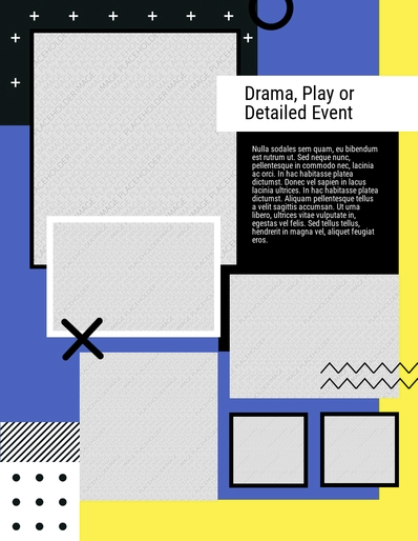 Drama, Play or
Detailed Event
Nulla sodales sem quam, eu bibendum
est rutrum ut. Sed neque nunc,
pellentesque in commodo nec, lacinia
ac orci. In hac habitasse platea
dictumst. Donec vel sapien in lacus
lacinia ultrices. In hac habitasse platea
dictumst. Aliquam pellentesque tellus
a velit sagittis accumsan. Ut urna
libero, ultrices vitae vulputate in,
egestas vel felis. Sed tellus tellus,
hendrerit in magna vel, aliquet feugiat
eros.